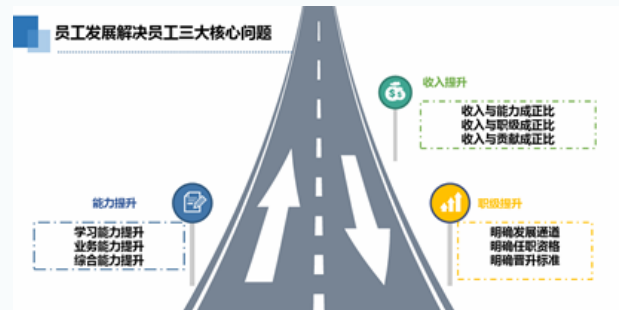 员工发展解决员工三大核心问题
收入提升
收入与能力成正比
收入与职级成正比
收入与贡献成正比
能力提升
学习能力提升
业务能力提升
综合能力提升
职级提升
明确发展通道
明确任职资格
明确晋升标准